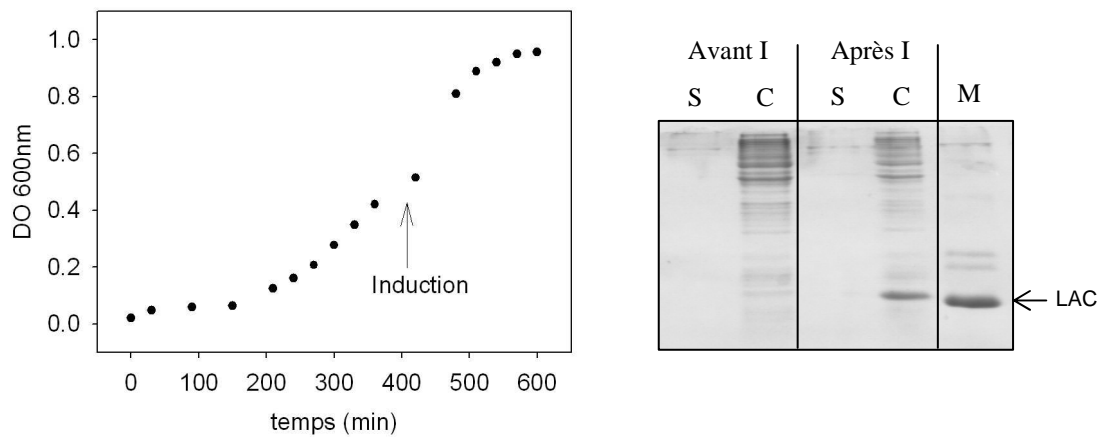 DO 600nm
1.0
0.8
0.6
0.4
0.2
0.0
Induction
0 100 200 300 400 500 600
temps (min)
Avant I Après I
S C S C M
LAC